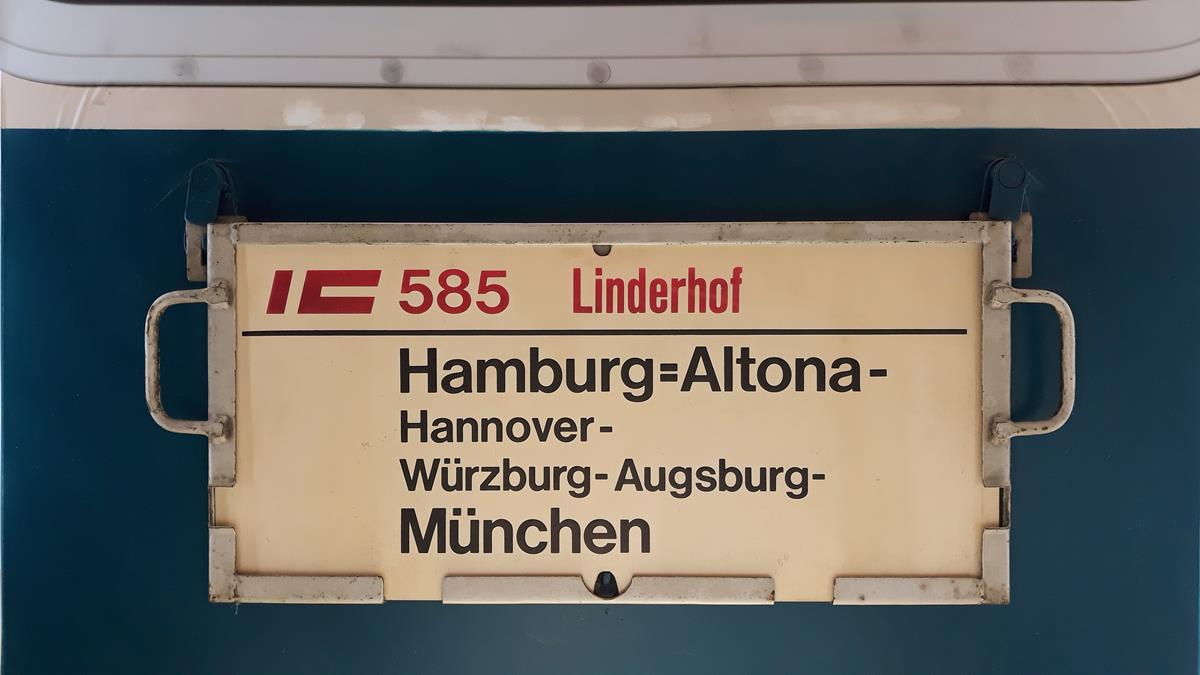 IC 585 Linderhof
Hamburg=Altona-
Hannover-
Würzburg-Augsburg-
München